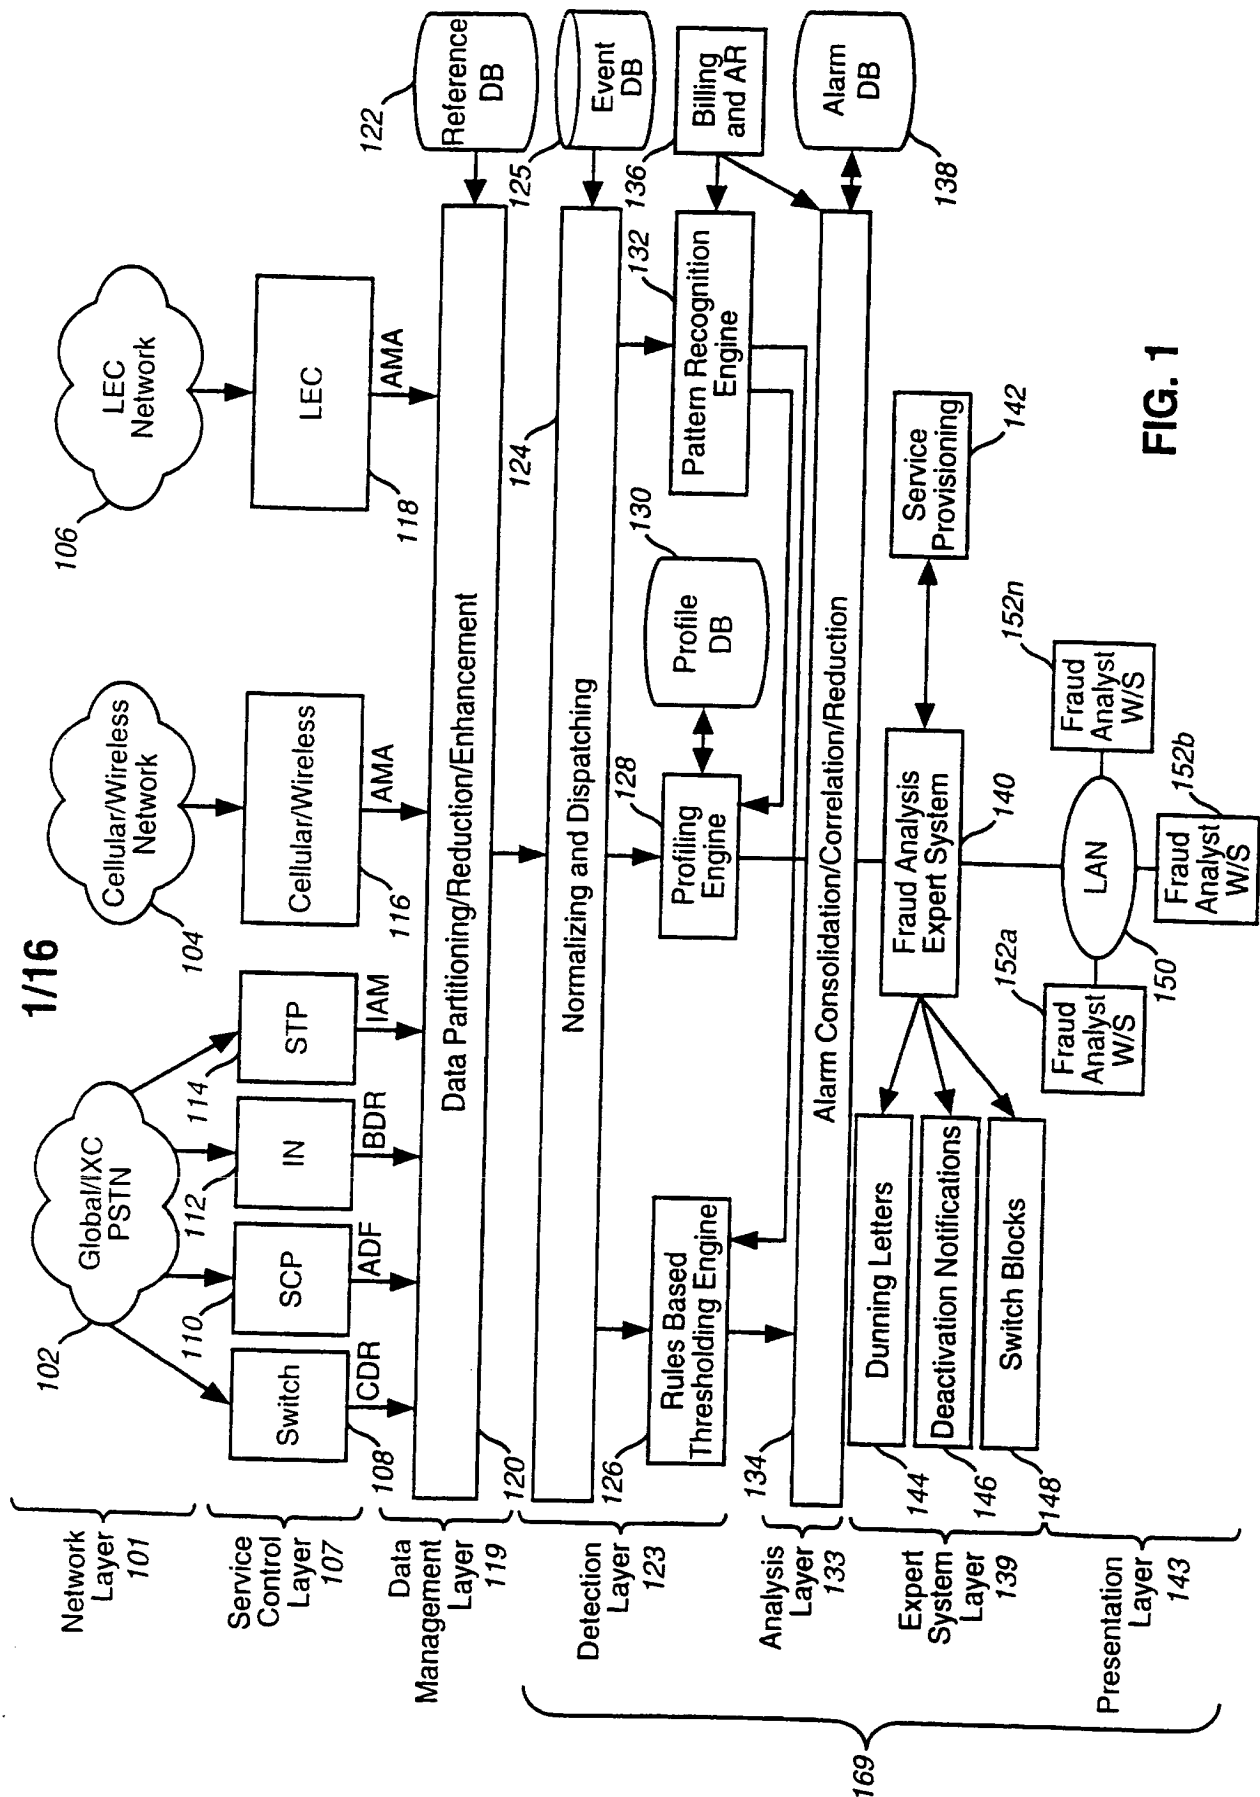 1/16
Network
Layer
101
Global/IXC
PSTN
102
Cellular/Wireless
Network
104
LEC
Network
106
Service
Control
Layer
107
Switch
108
SCP
110
IN
112
STP
114
Cellular/Wireless
116
LEC
118
CDR
ADF
BDR
IAM
AMA
AMA
Data
Management
Layer
119
Data Partitioning/Reduction/Enhancement
120
Reference
DB
122
Detection
Layer
123
Normalizing and Dispatching
124
Event
DB
125
Rules Based
Thresholding Engine
126
Profiling
Engine
128
Profile
DB
130
Pattern Recognition
Engine
132
Billing
and AR
136
Analysis
Layer
133
Alarm Consolidation/Correlation/Reduction
134
Alarm
DB
138
Expert
System
Layer
139
Dunning Letters
144
Deactivation Notifications
146
Switch Blocks
148
Fraud Analysis
Expert System
140
Service
Provisioning
142
Presentation
Layer
143
LAN
150
Fraud
Analyst
W/S
152a
Fraud
Analyst
W/S
152b
Fraud
Analyst
W/S
152n
169
FIG. 1